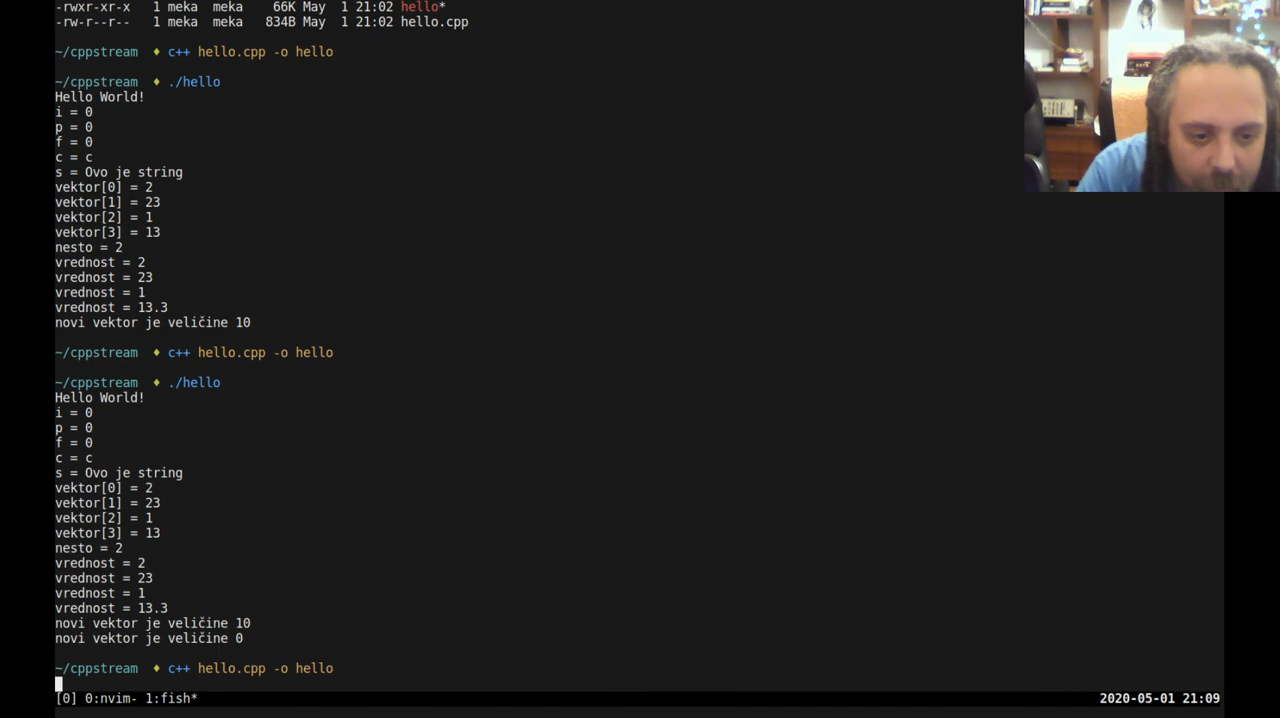 -rwxr-xr-x 1 meka meka 66K May 1 21:02 hello*
-rw-r--r-- 1 meka meka 834B May 1 21:02 hello.cpp
~/cppstream ♦ c++ hello.cpp -o hello
~/cppstream ♦ ./hello
Hello World!
i = 0
p = 0
f = 0
c = c
s = Ovo je string
vektor[0] = 2
vektor[1] = 23
vektor[2] = 1
vektor[3] = 13
nesto = 2
vrednost = 2
vrednost = 23
vrednost = 1
vrednost = 13.3
novi vektor je veličine 10
~/cppstream ♦ c++ hello.cpp -o hello
~/cppstream ♦ ./hello
Hello World!
i = 0
p = 0
f = 0
c = c
s = Ovo je string
vektor[0] = 2
vektor[1] = 23
vektor[2] = 1
vektor[3] = 13
nesto = 2
vrednost = 2
vrednost = 23
vrednost = 1
vrednost = 13.3
novi vektor je veličine 10
novi vektor je veličine 0
~/cppstream ♦ c++ hello.cpp -o hello
[0] 0:nvim- 1:fish* 2020-05-01 21:09